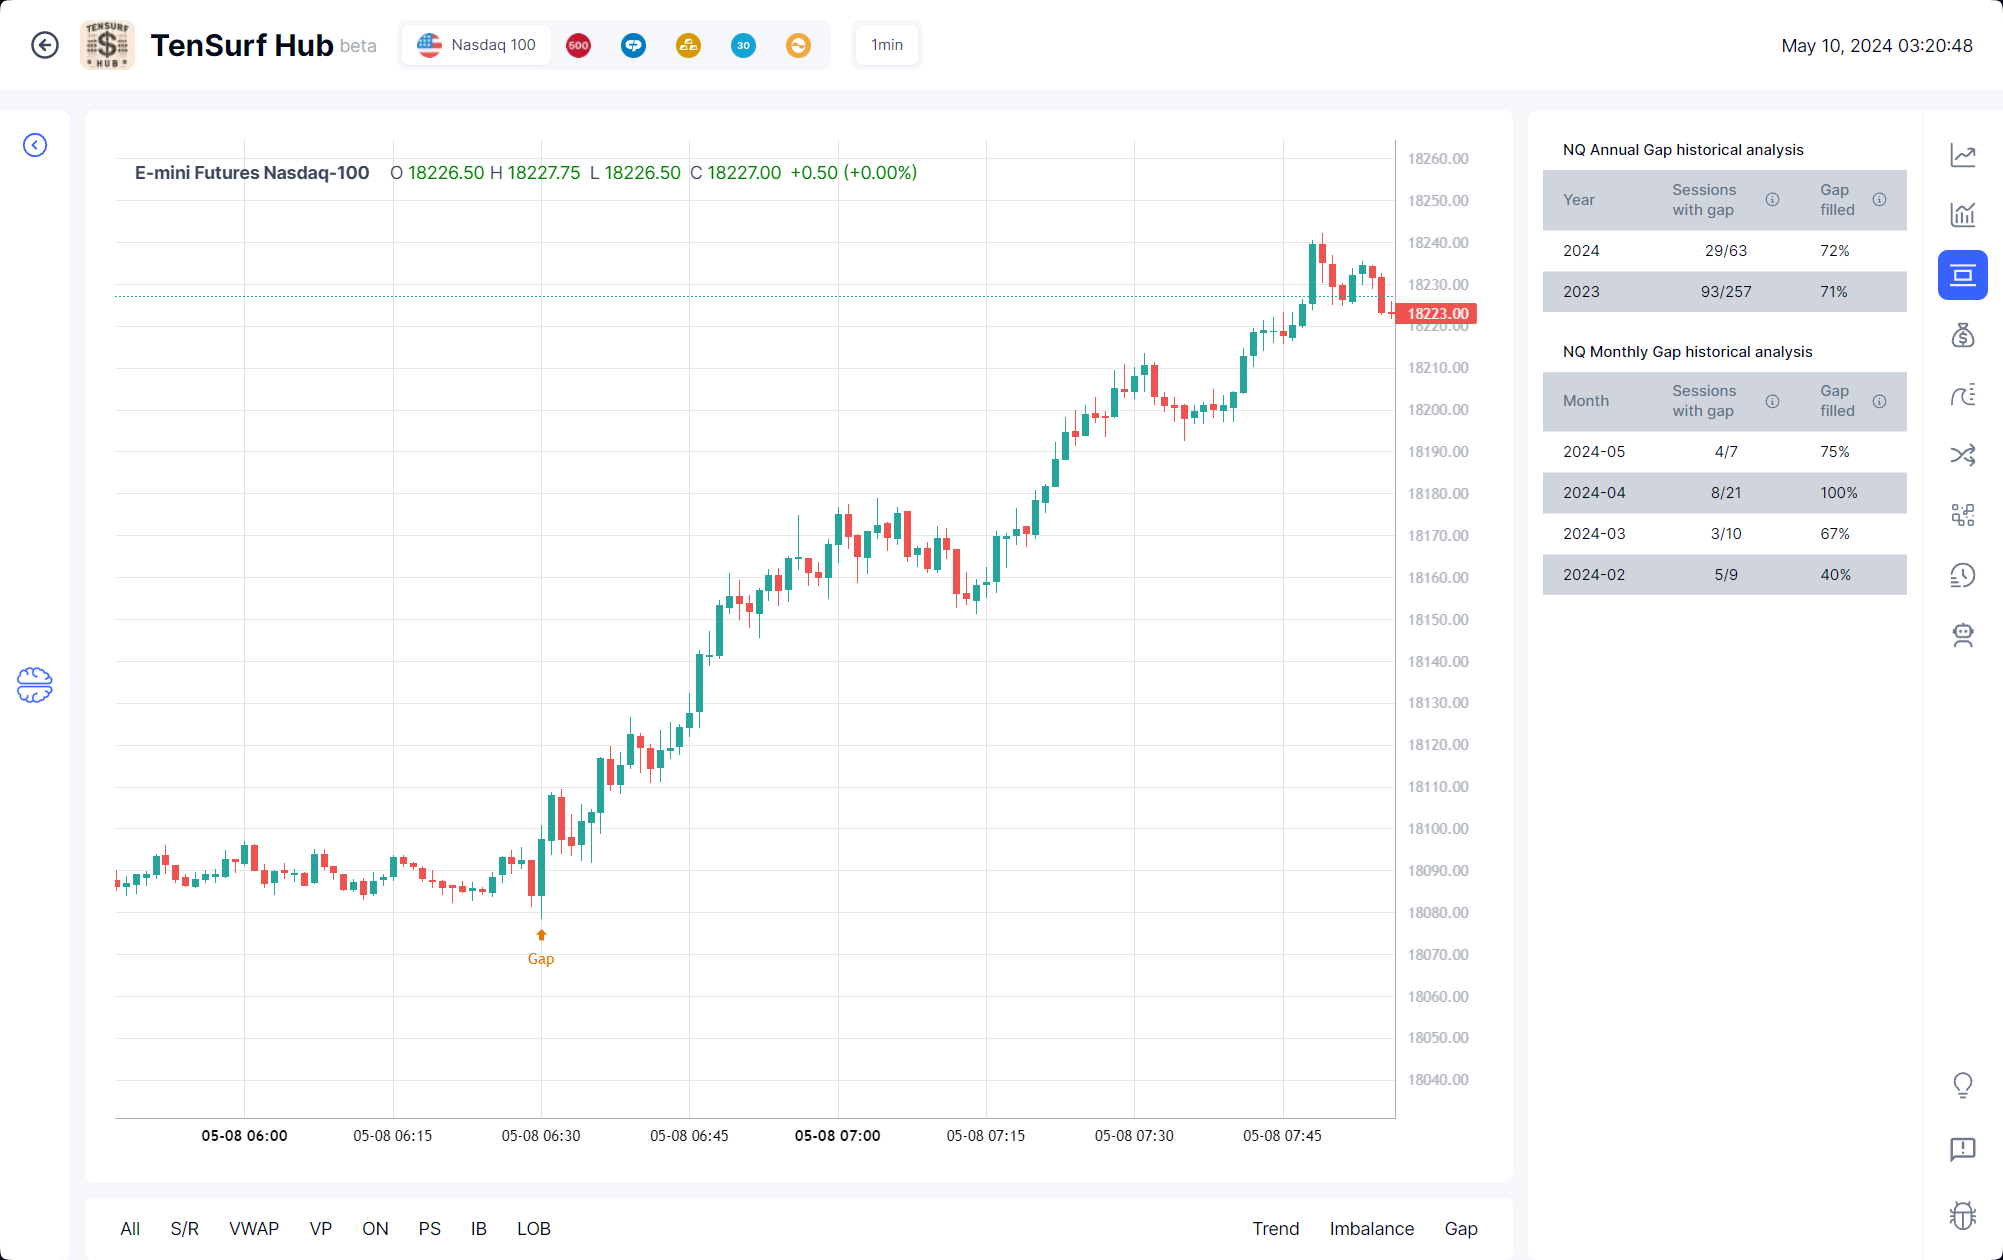 TENSURF
HUB
TenSurf Hub beta
Nasdaq 100
500
30
1min
May 10, 2024 03:20:48
E-mini Futures Nasdaq-100 O 18226.50 H 18227.75 L 18226.50 C 18227.00 +0.50 (+0.00%)
18260.00
18250.00
18240.00
18230.00
18223.00
18220.00
18210.00
18200.00
18190.00
18180.00
18170.00
18160.00
18150.00
18140.00
18130.00
18120.00
18110.00
18100.00
18090.00
18080.00
18070.00
18060.00
18050.00
18040.00
Gap
05-08 06:00 05-08 06:15 05-08 06:30 05-08 06:45 05-08 07:00 05-08 07:15 05-08 07:30 05-08 07:45
All S/R VWAP VP ON PS IB LOB Trend Imbalance Gap
NQ Annual Gap historical analysis
Year Sessions with gap Gap filled
2024 29/63 72%
2023 93/257 71%
NQ Monthly Gap historical analysis
Month Sessions with gap Gap filled
2024-05 4/7 75%
2024-04 8/21 100%
2024-03 3/10 67%
2024-02 5/9 40%